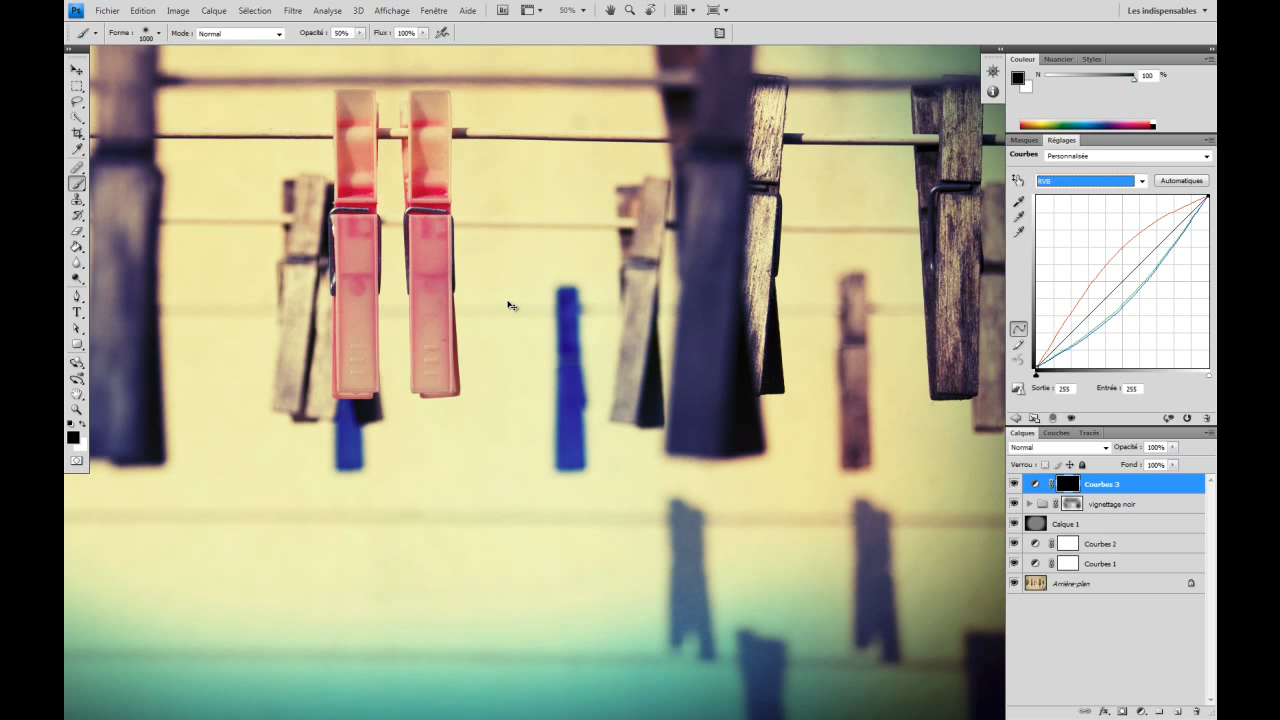 Ps Fichier Edition Image Calque Sélection Filtre Analyse 3D Affichage Fenêtre Aide Br 50% Les indispensables
Forme : 1000 Mode : Normal Opacité : 50% Flux : 100%
Couleur Nuancier Styles
N 100 %
Masques Réglages
Courbes Personnalisée
RVB Automatiques
Sortie : 255 Entrée : 255
Calques Couches Tracés
Normal Opacité : 100%
Verrou : Fond : 100%
Courbes 3
vignettage noir
Calque 1
Courbes 2
Courbes 1
Arrière-plan